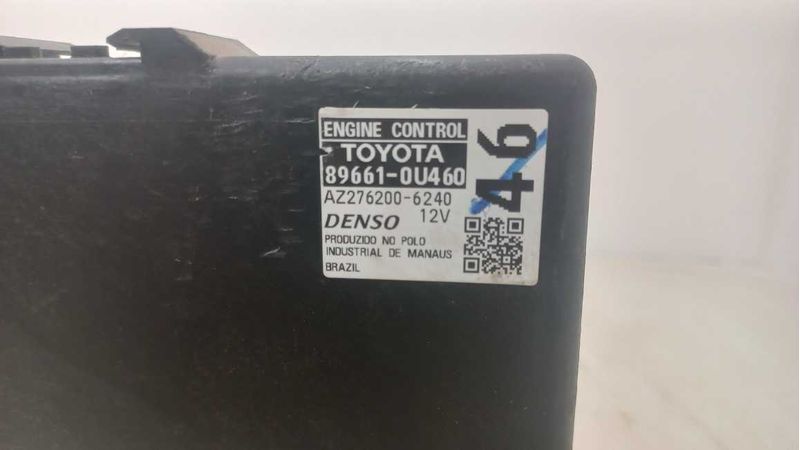 ENGINE CONTROL
TOYOTA
89661-0U460
AZ276200-6240
DENSO 12V
PRODUZIDO NO POLO
INDUSTRIAL DE MANAUS
BRAZIL
46